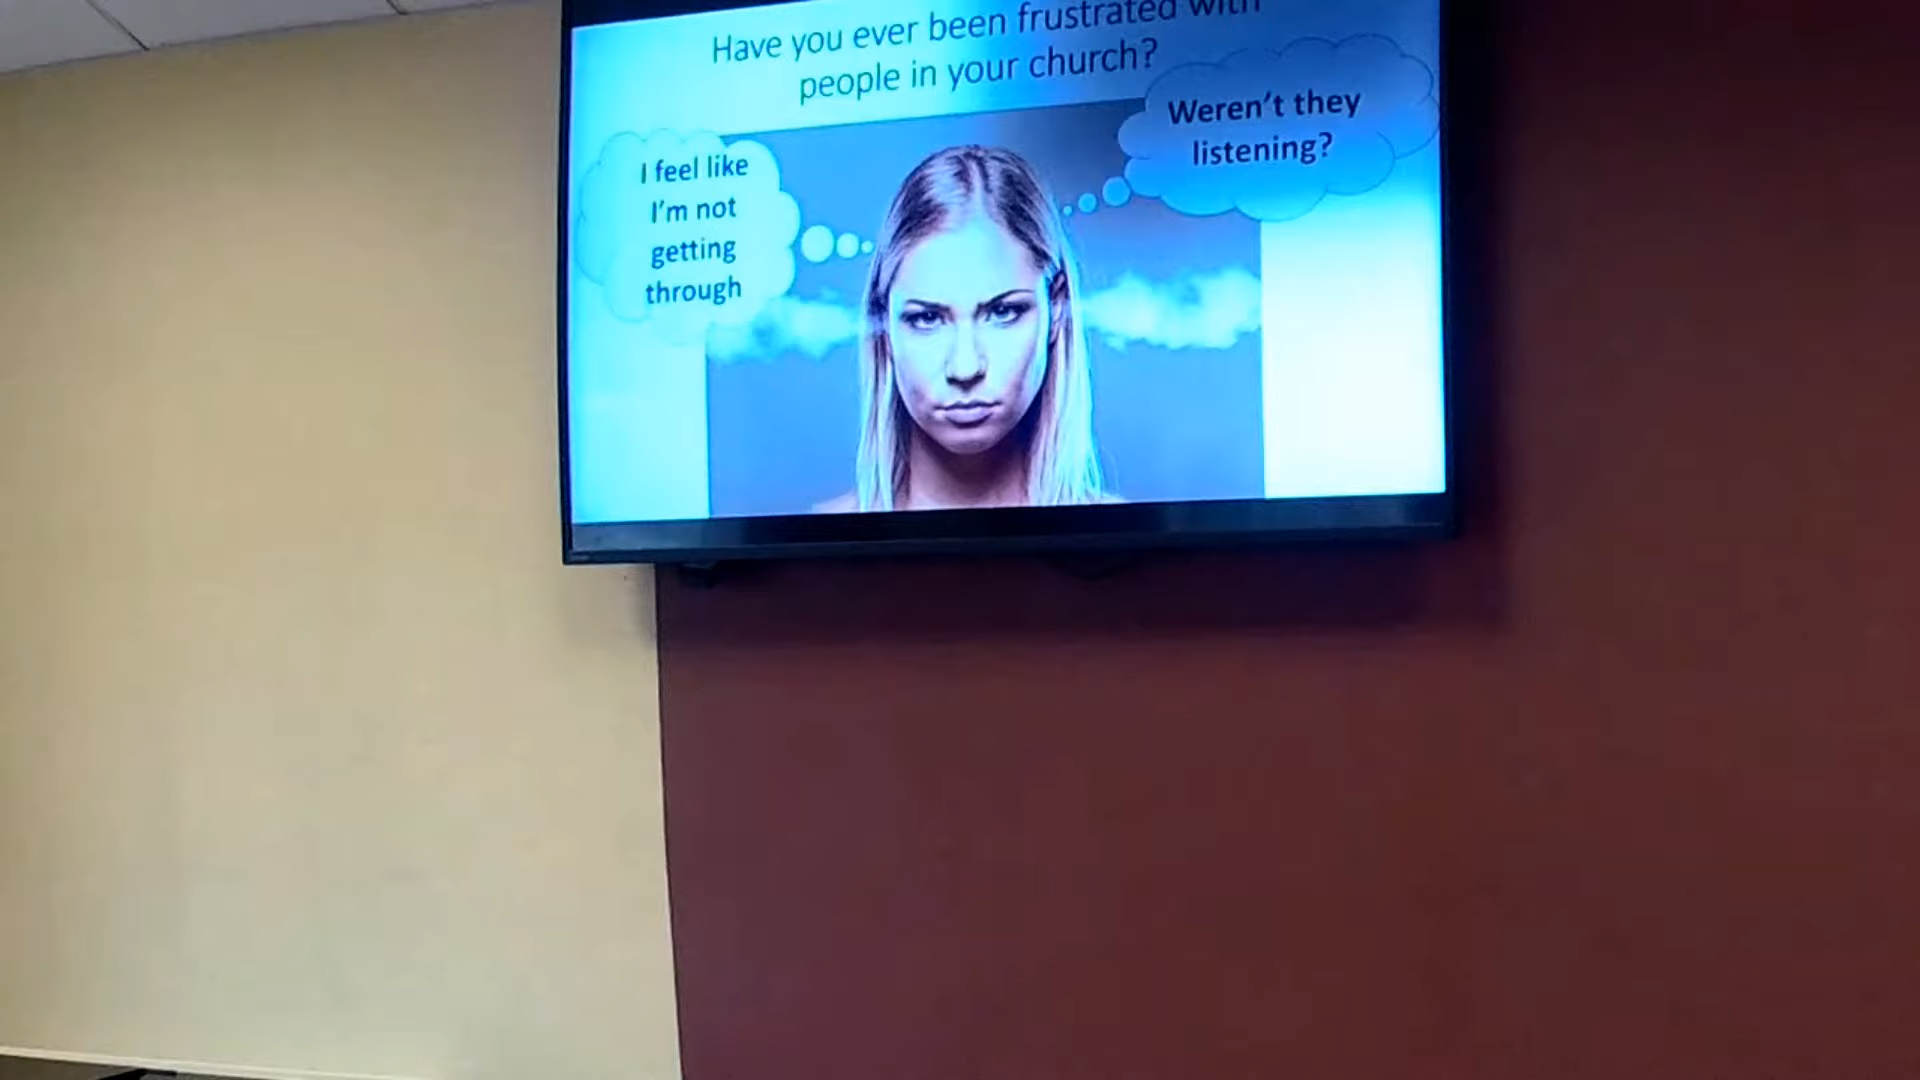 Have you ever been frustrated with
people in your church?
Weren't they
listening?
I feel like
I'm not
getting
through